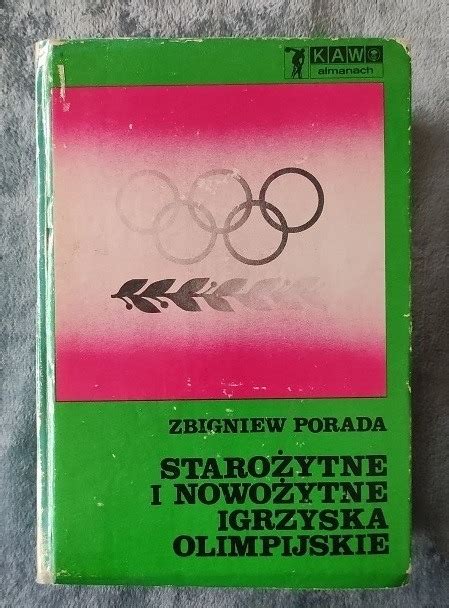 KAW
almanach
ZBIGNIEW PORADA
STAROŻYTNE
I NOWOŻYTNE
IGRZYSKA
OLIMPIJSKIE